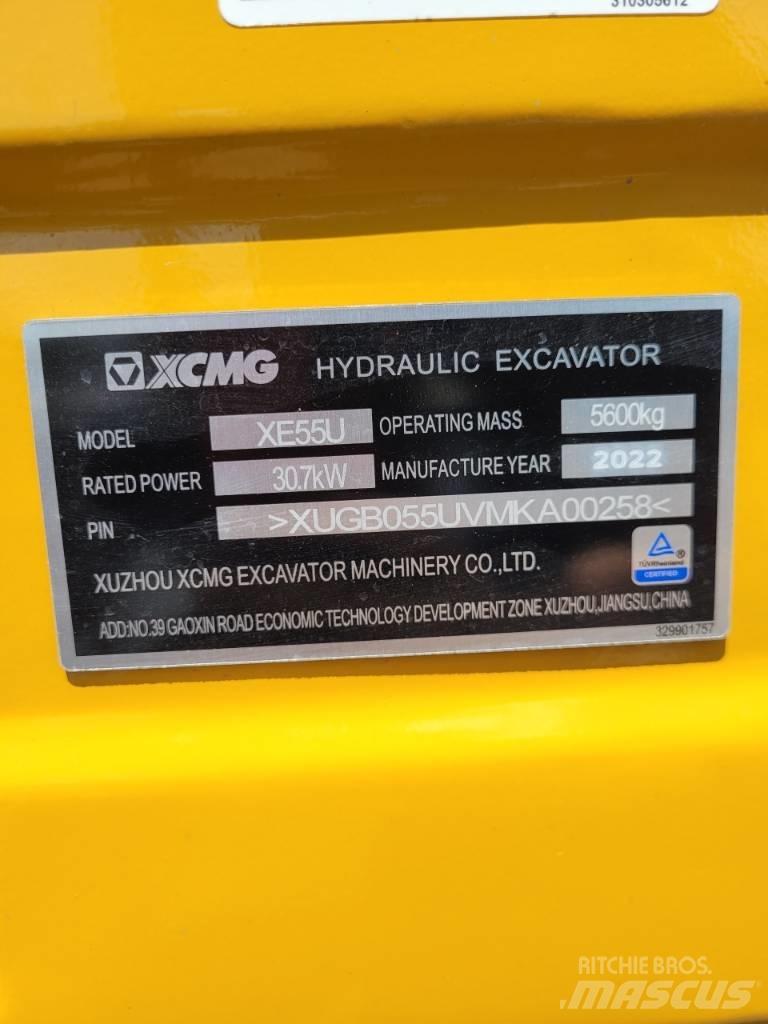 310305612
XCMG HYDRAULIC EXCAVATOR
MODEL XE55U OPERATING MASS 5600kg
RATED POWER 30.7kW MANUFACTURE YEAR 2022
PIN >XUGB055UVMKA00258<
TÜVRheinland
CERTIFIED
XUZHOU XCMG EXCAVATOR MACHINERY CO.,LTD.
ADD:NO.39 GAOXIN ROAD ECONOMIC TECHNOLOGY DEVELOPMENT ZONE XUZHOU,JIANGSU,CHINA
329901757
RITCHIE BROS.
MASCUS